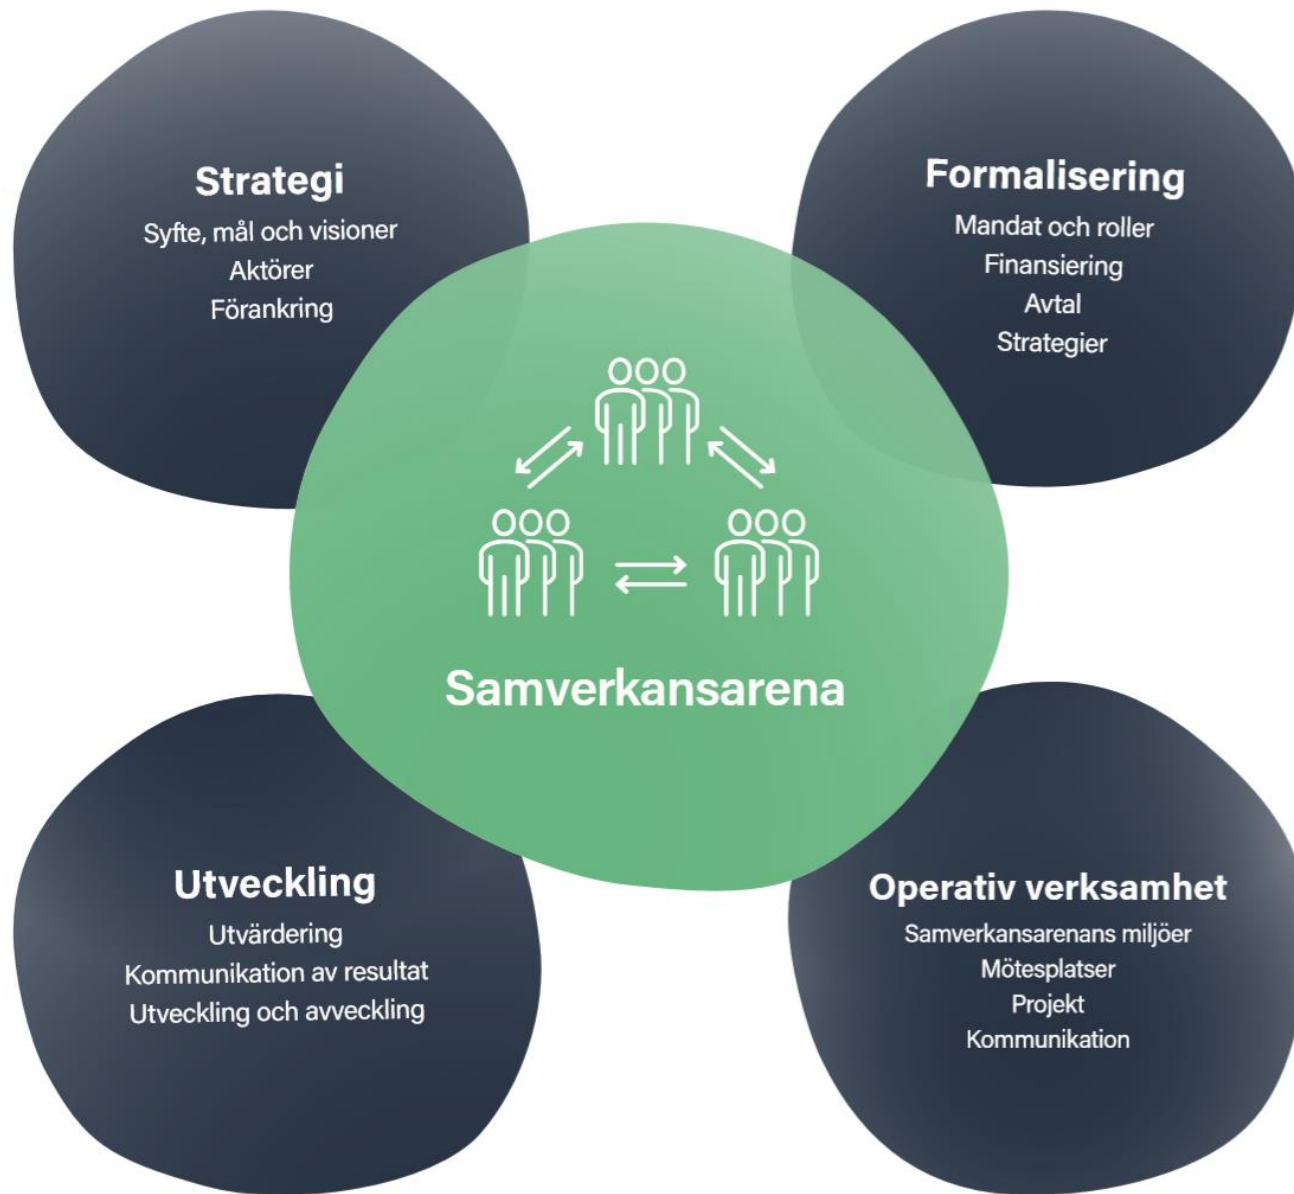 Strategi
Syfte, mål och visioner
Aktörer
Förankring
Formalisering
Mandat och roller
Finansiering
Avtal
Strategier
Samverkansarena
Utveckling
Utvärdering
Kommunikation av resultat
Utveckling och avveckling
Operativ verksamhet
Samverkansarenans miljöer
Mötesplatser
Projekt
Kommunikation